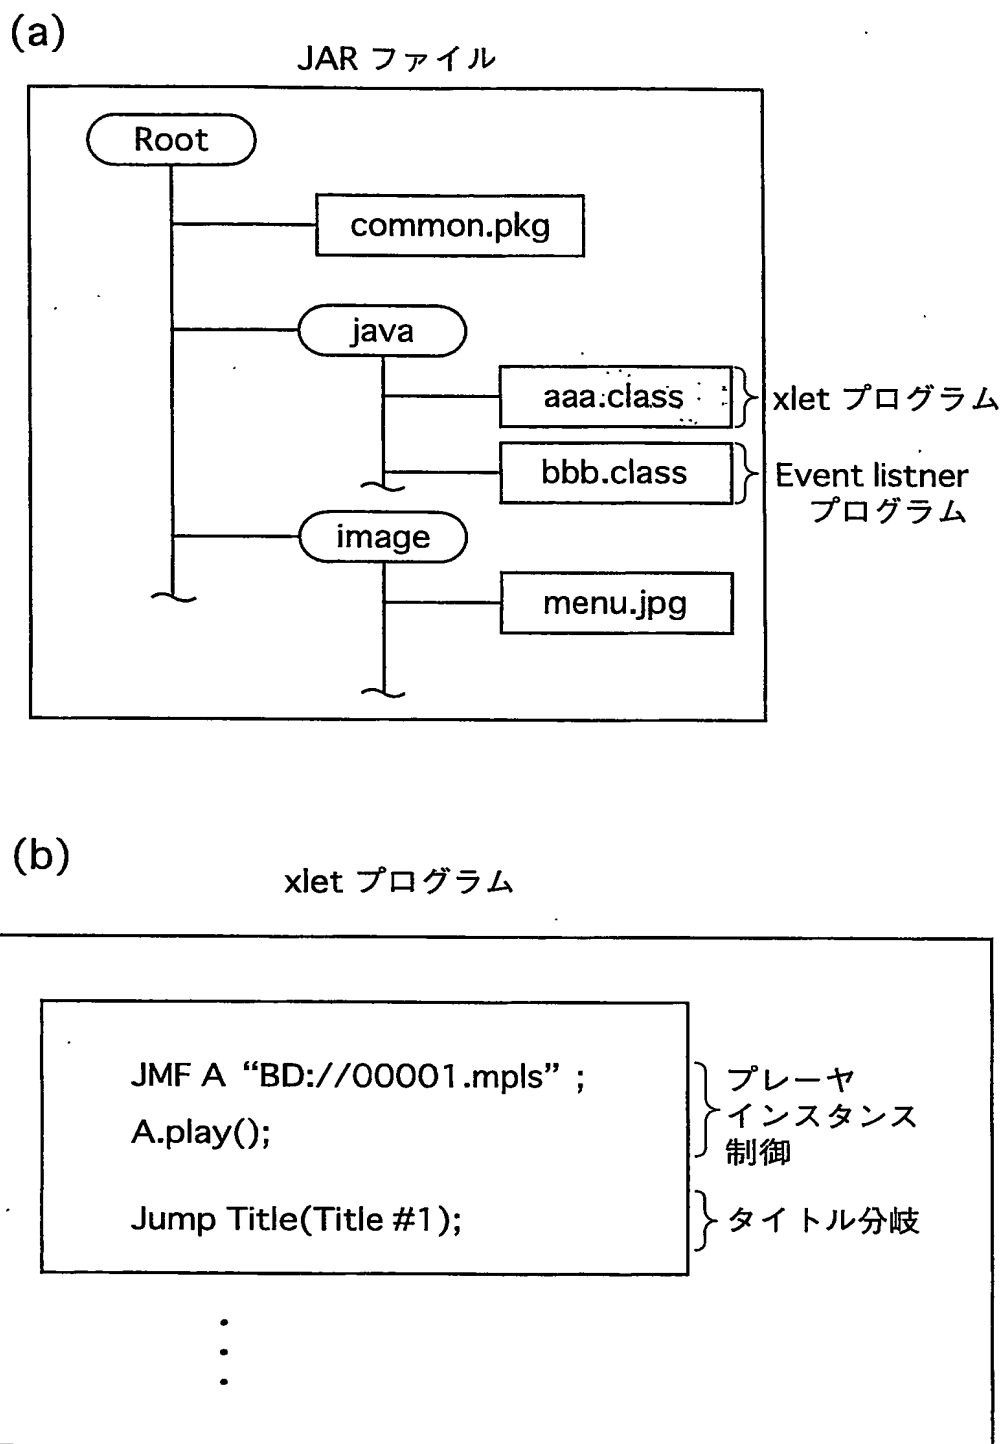 (a)
JAR ファイル
Root
common.pkg
java
aaa.class
xlet プログラム
bbb.class
Event listner
プログラム
image
menu.jpg
(b)
xlet プログラム
JMF A “BD://00001.mpls” ;
A.play();
プレーヤ
インスタンス
制御
Jump Title(Title #1);
タイトル分岐